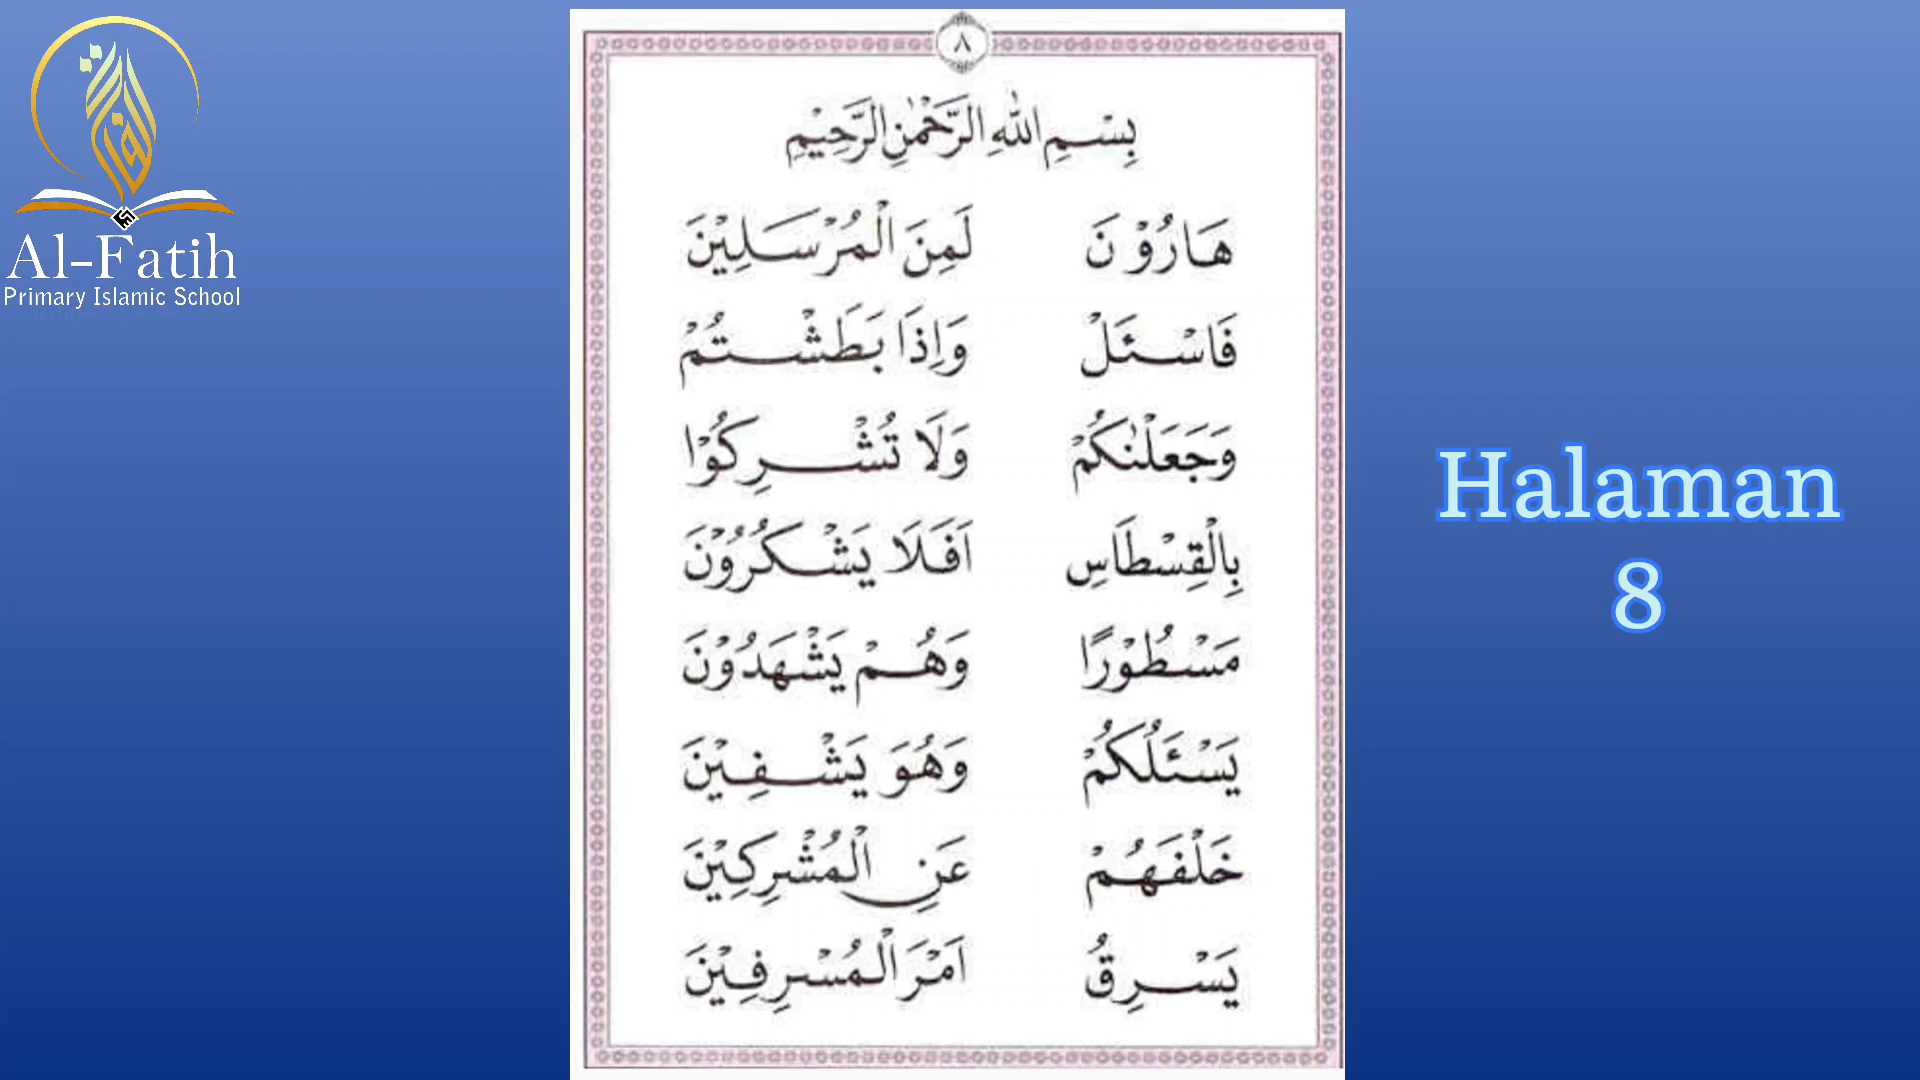 Al-Fatih
Primary Islamic School
٨
بِسْمِ اللهِ الرَّحْمٰنِ الرَّحِيْمِ
هَارُوْنَ لَمِنَ الْمُرْسَلِيْنَ
فَاسْئَلْ وَاِذَا بَطَشْتُمْ
وَجَعَلْنٰكُمْ وَلَا تُشْرِكُوْا
بِالْقِسْطَاسِ اَفَلَا يَشْكُرُوْنَ
مَسْطُوْرًا وَهُمْ يَشْهَدُوْنَ
يَسْئَلُكُمْ وَهُوَ يَشْفِيْنَ
خَلْفَهُمْ عَنِ الْمُشْرِكِيْنَ
يَسْرِقُ اَمْرَ الْمُسْرِفِيْنَ
Halaman
8